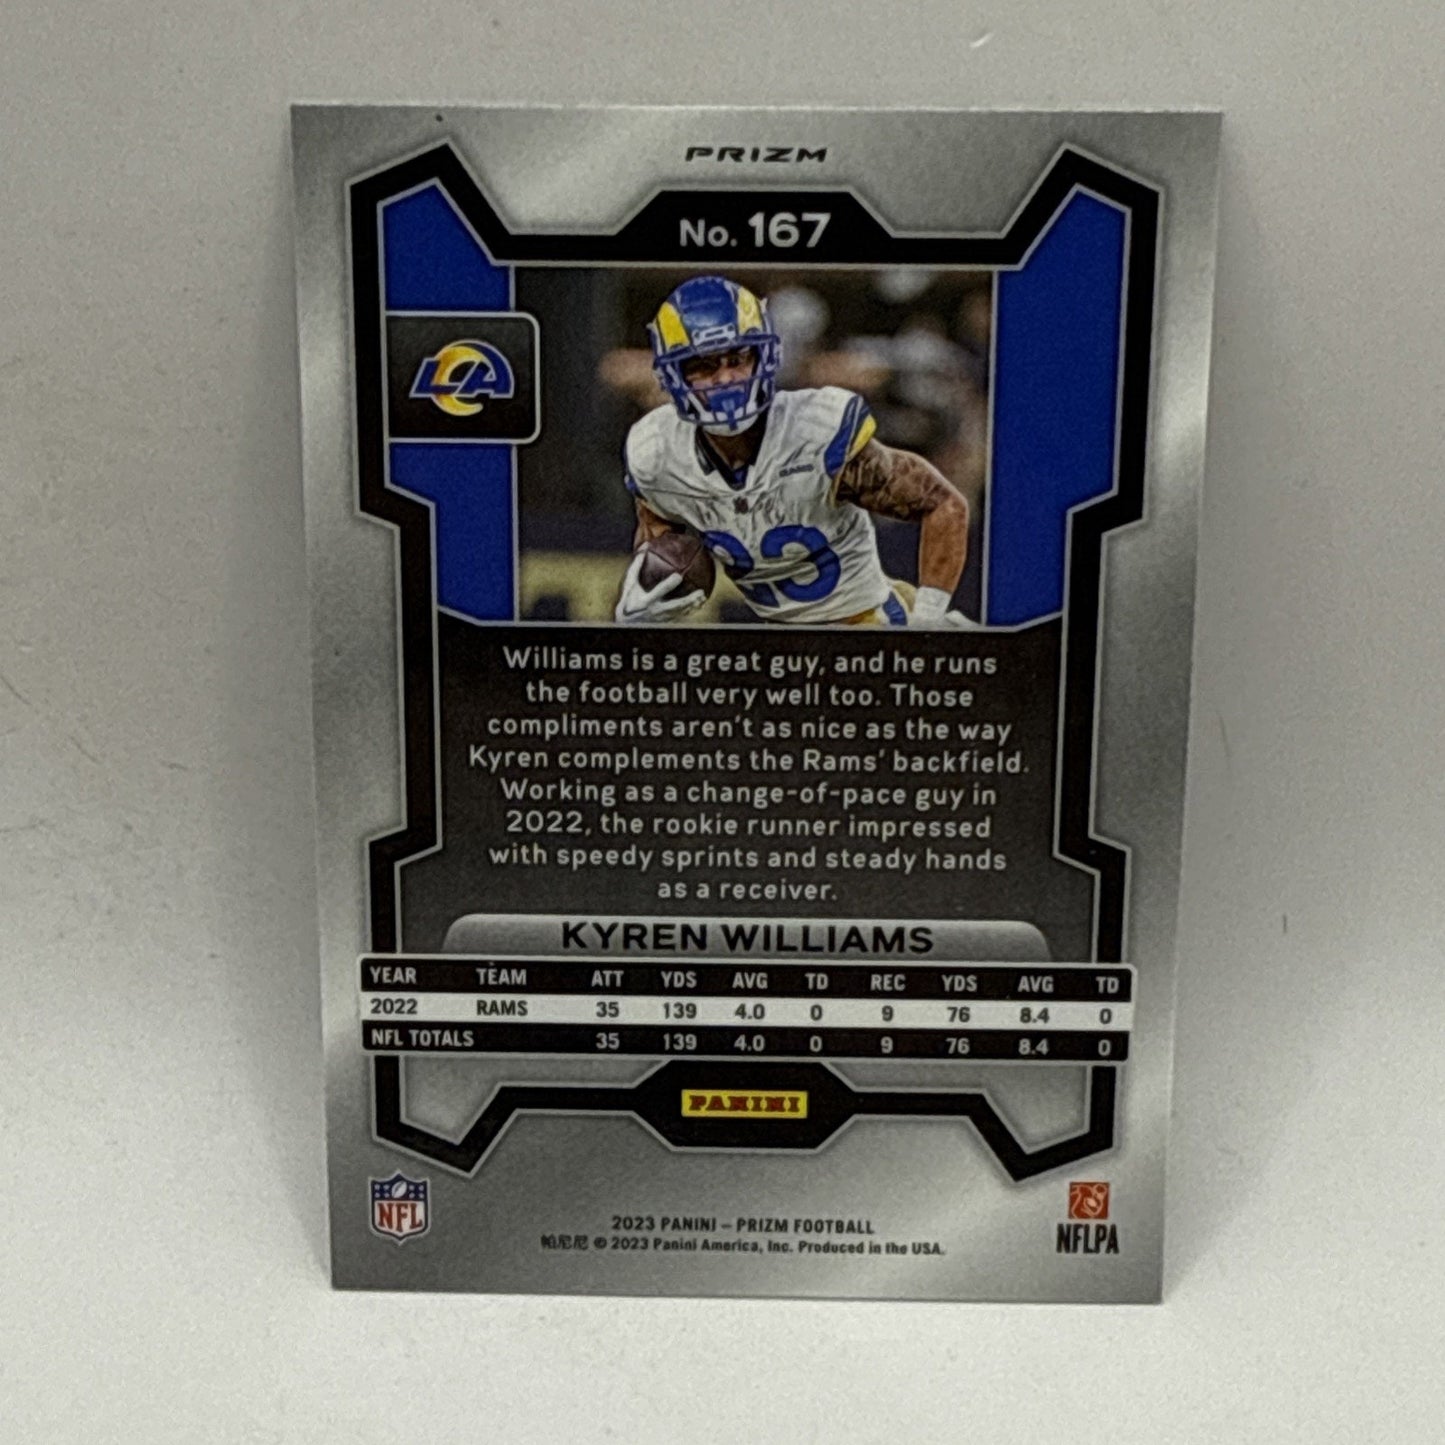 PRIZM
No. 167
LA
RAMS
23
Williams is a great guy, and he runs
the football very well too. Those
compliments aren't as nice as the way
Kyren complements the Rams' backfield.
Working as a change-of-pace guy in
2022, the rookie runner impressed
with speedy sprints and steady hands
as a receiver.
KYREN WILLIAMS
YEAR TEAM ATT YDS AVG TD REC YDS AVG TD
2022 RAMS 35 139 4.0 0 9 76 8.4 0
NFL TOTALS 35 139 4.0 0 9 76 8.4 0
PANINI
NFL
2023 PANINI – PRIZM FOOTBALL
帕尼尼 © 2023 Panini America, Inc. Produced in the USA.
NFLPA